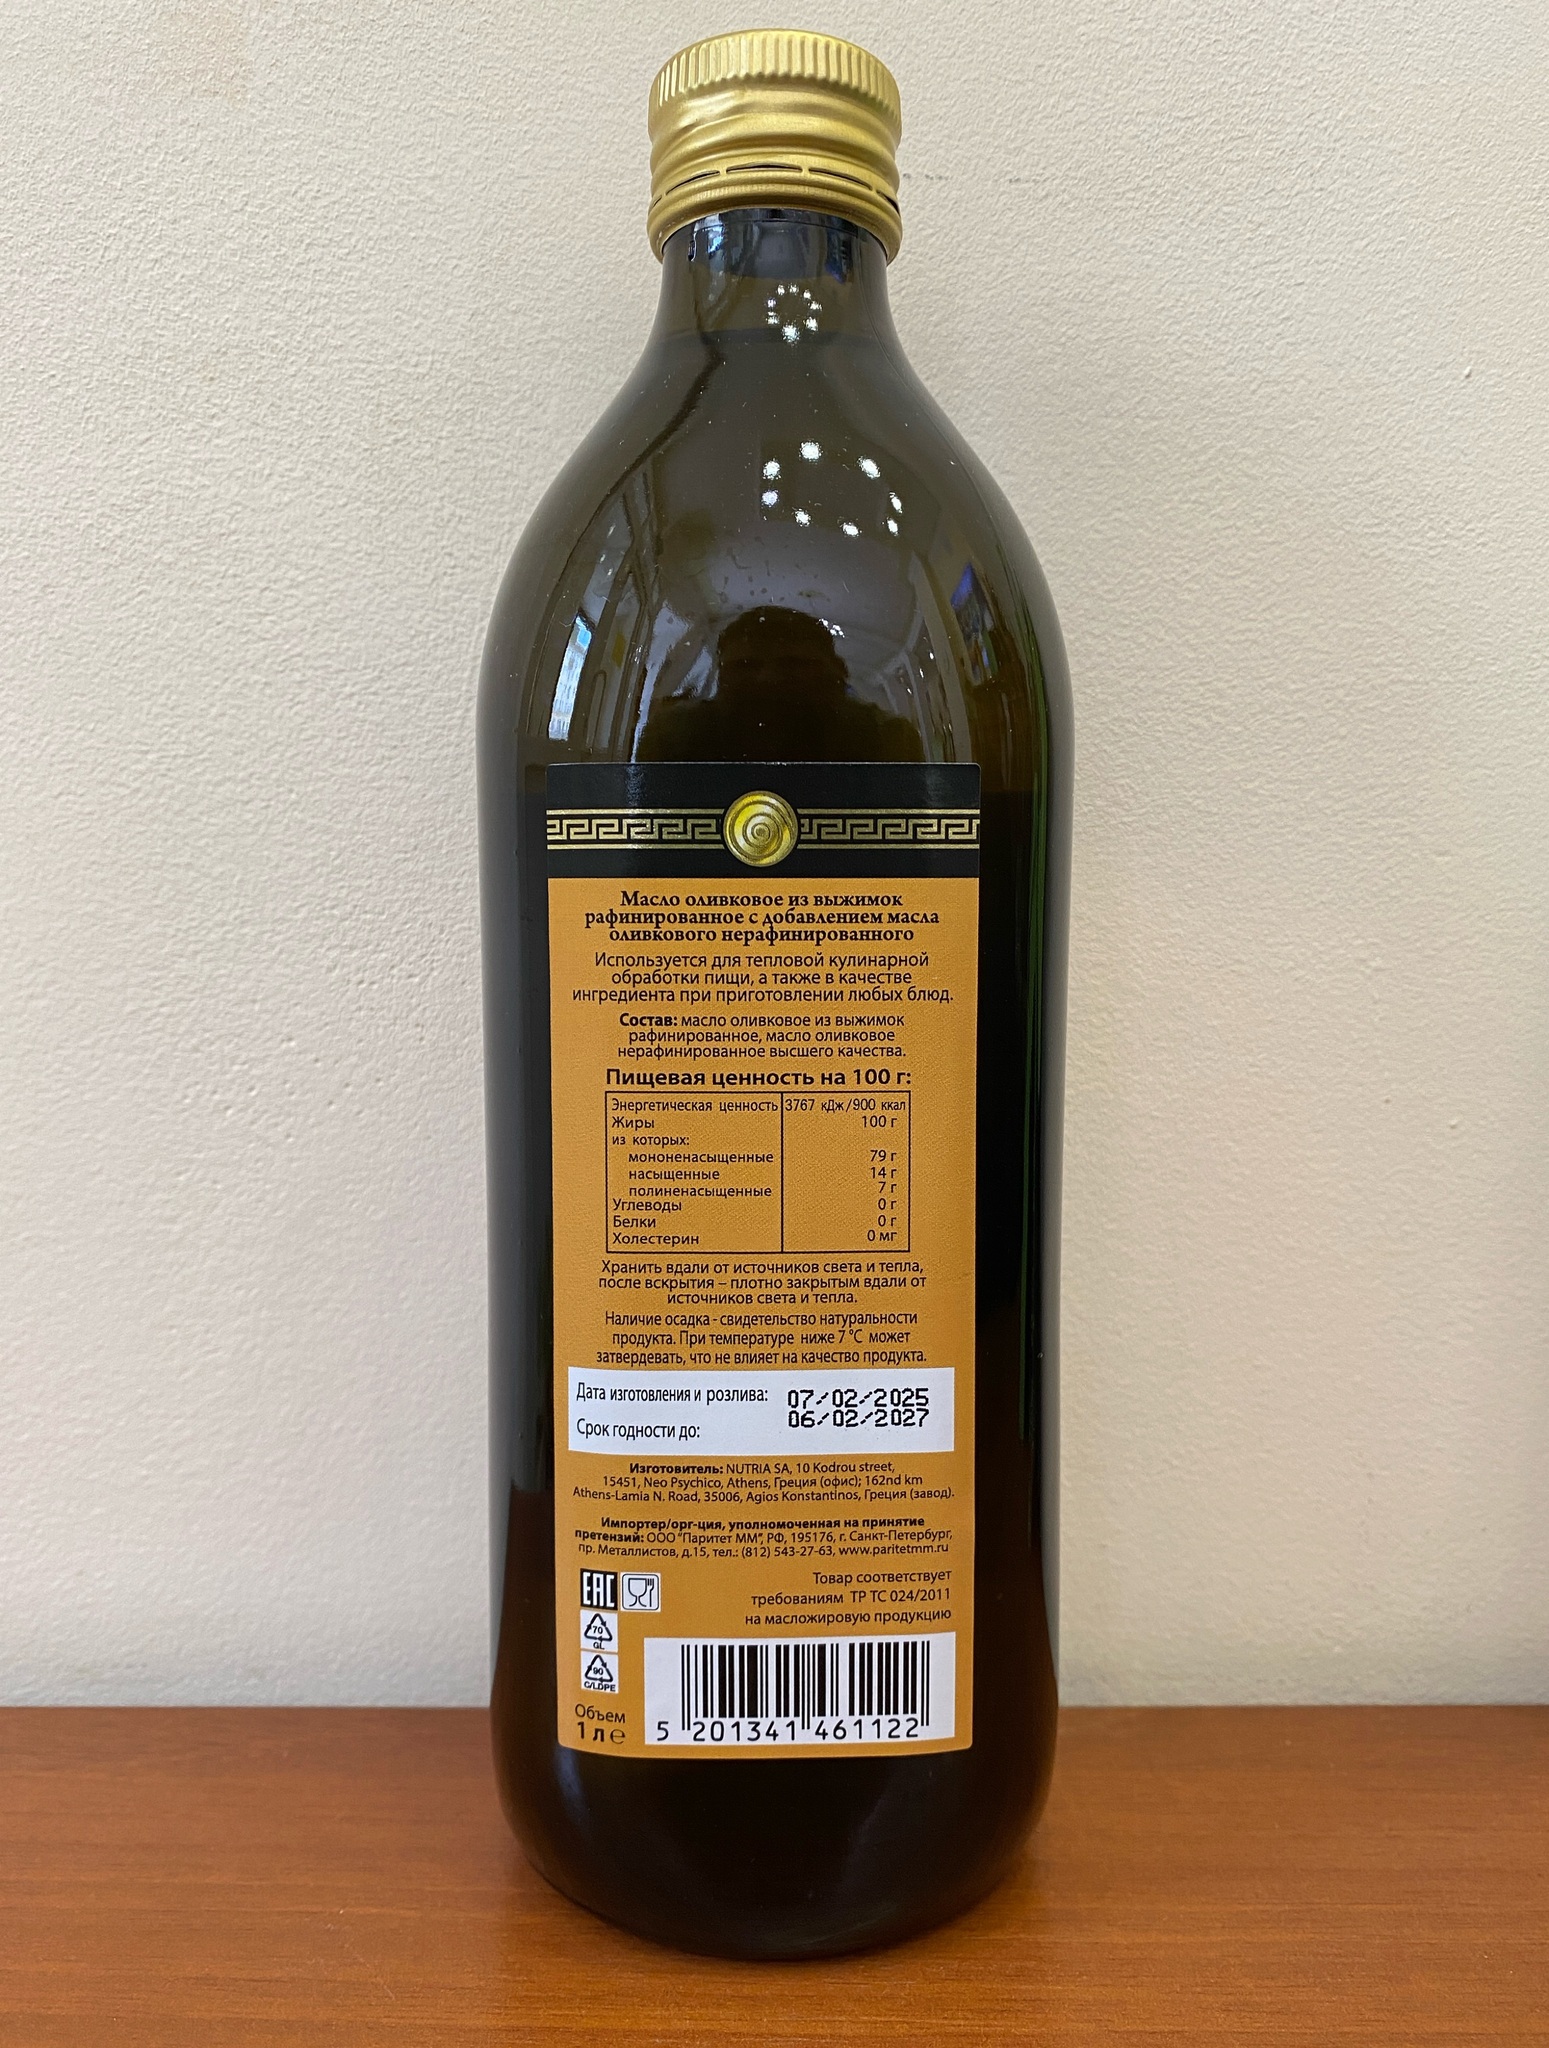 Масло оливковое из выжимок
рафинированное с добавлением масла
оливкового нерафинированного
Используется для тепловой кулинарной
обработки пищи, а также в качестве
ингредиента при приготовлении любых блюд.
Состав: масло оливковое из выжимок
рафинированное, масло оливковое
нерафинированное высшего качества.
Пищевая ценность на 100 г:
Энергетическая ценность 3767 кДж/900 ккал
Жиры 100 г
из которых:
мононенасыщенные 79 г
насыщенные 14 г
полиненасыщенные 7 г
Углеводы 0 г
Белки 0 г
Холестерин 0 мг
Хранить вдали от источников света и тепла,
после вскрытия – плотно закрытым вдали от
источников света и тепла.
Наличие осадка - свидетельство натуральности
продукта. При температуре ниже 7 °С может
затвердевать, что не влияет на качество продукта.
Дата изготовления и розлива: 07/02/2025
Срок годности до: 06/02/2027
Изготовитель: NUTRIA SA, 10 Kodrou street,
15451, Neo Psychico, Athens, Греция (офис); 162nd km
Athens-Lamia N. Road, 35006, Agios Konstantinos, Греция (завод).
Импортер/орг-ция, уполномоченная на принятие
претензий: ООО "Паритет ММ", РФ, 195176, г. Санкт-Петербург,
пр. Металлистов, д.15, тел.: (812) 543-27-63, www.paritetmm.ru
EAC
Товар соответствует
требованиям ТР ТС 024/2011
на масложировую продукцию
70
GL
90
C/LDPE
Объем
1 л ℮
5 201341 461122